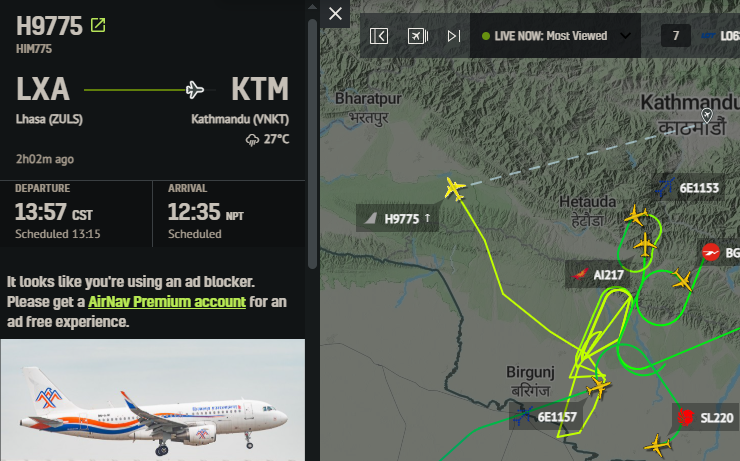 H9775
HIM775
LXA
KTM
Lhasa (ZULS)
Kathmandu (VNKT)
27°C
2h02m ago
DEPARTURE
13:57 CST
Scheduled 13:15
ARRIVAL
12:35 NPT
Scheduled
It looks like you're using an ad blocker.
Please get a AirNav Premium account for an
ad free experience.
LIVE NOW: Most Viewed
7
Bharatpur
भरतपुर
Kathmandu
काठमाडौं
6E1153
Hetauda
हेटौडा
H9775 ↑
BG
AI217
Birgunj
बिरगंज
6E1157
SL220